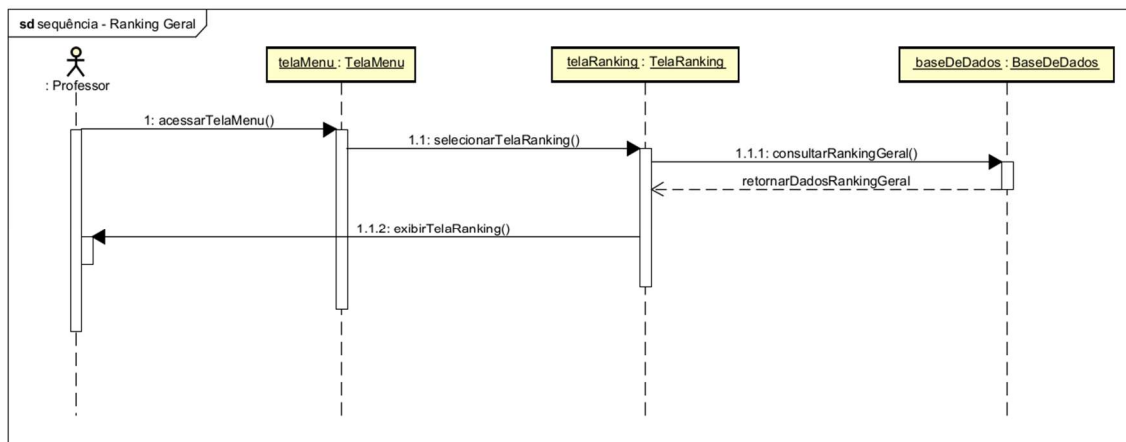 sd sequência - Ranking Geral
: Professor
telaMenu : TelaMenu
telaRanking : TelaRanking
baseDeDados : BaseDeDados
1: acessarTelaMenu()
1.1: selecionarTelaRanking()
1.1.1: consultarRankingGeral()
retornarDadosRankingGeral
1.1.2: exibirTelaRanking()